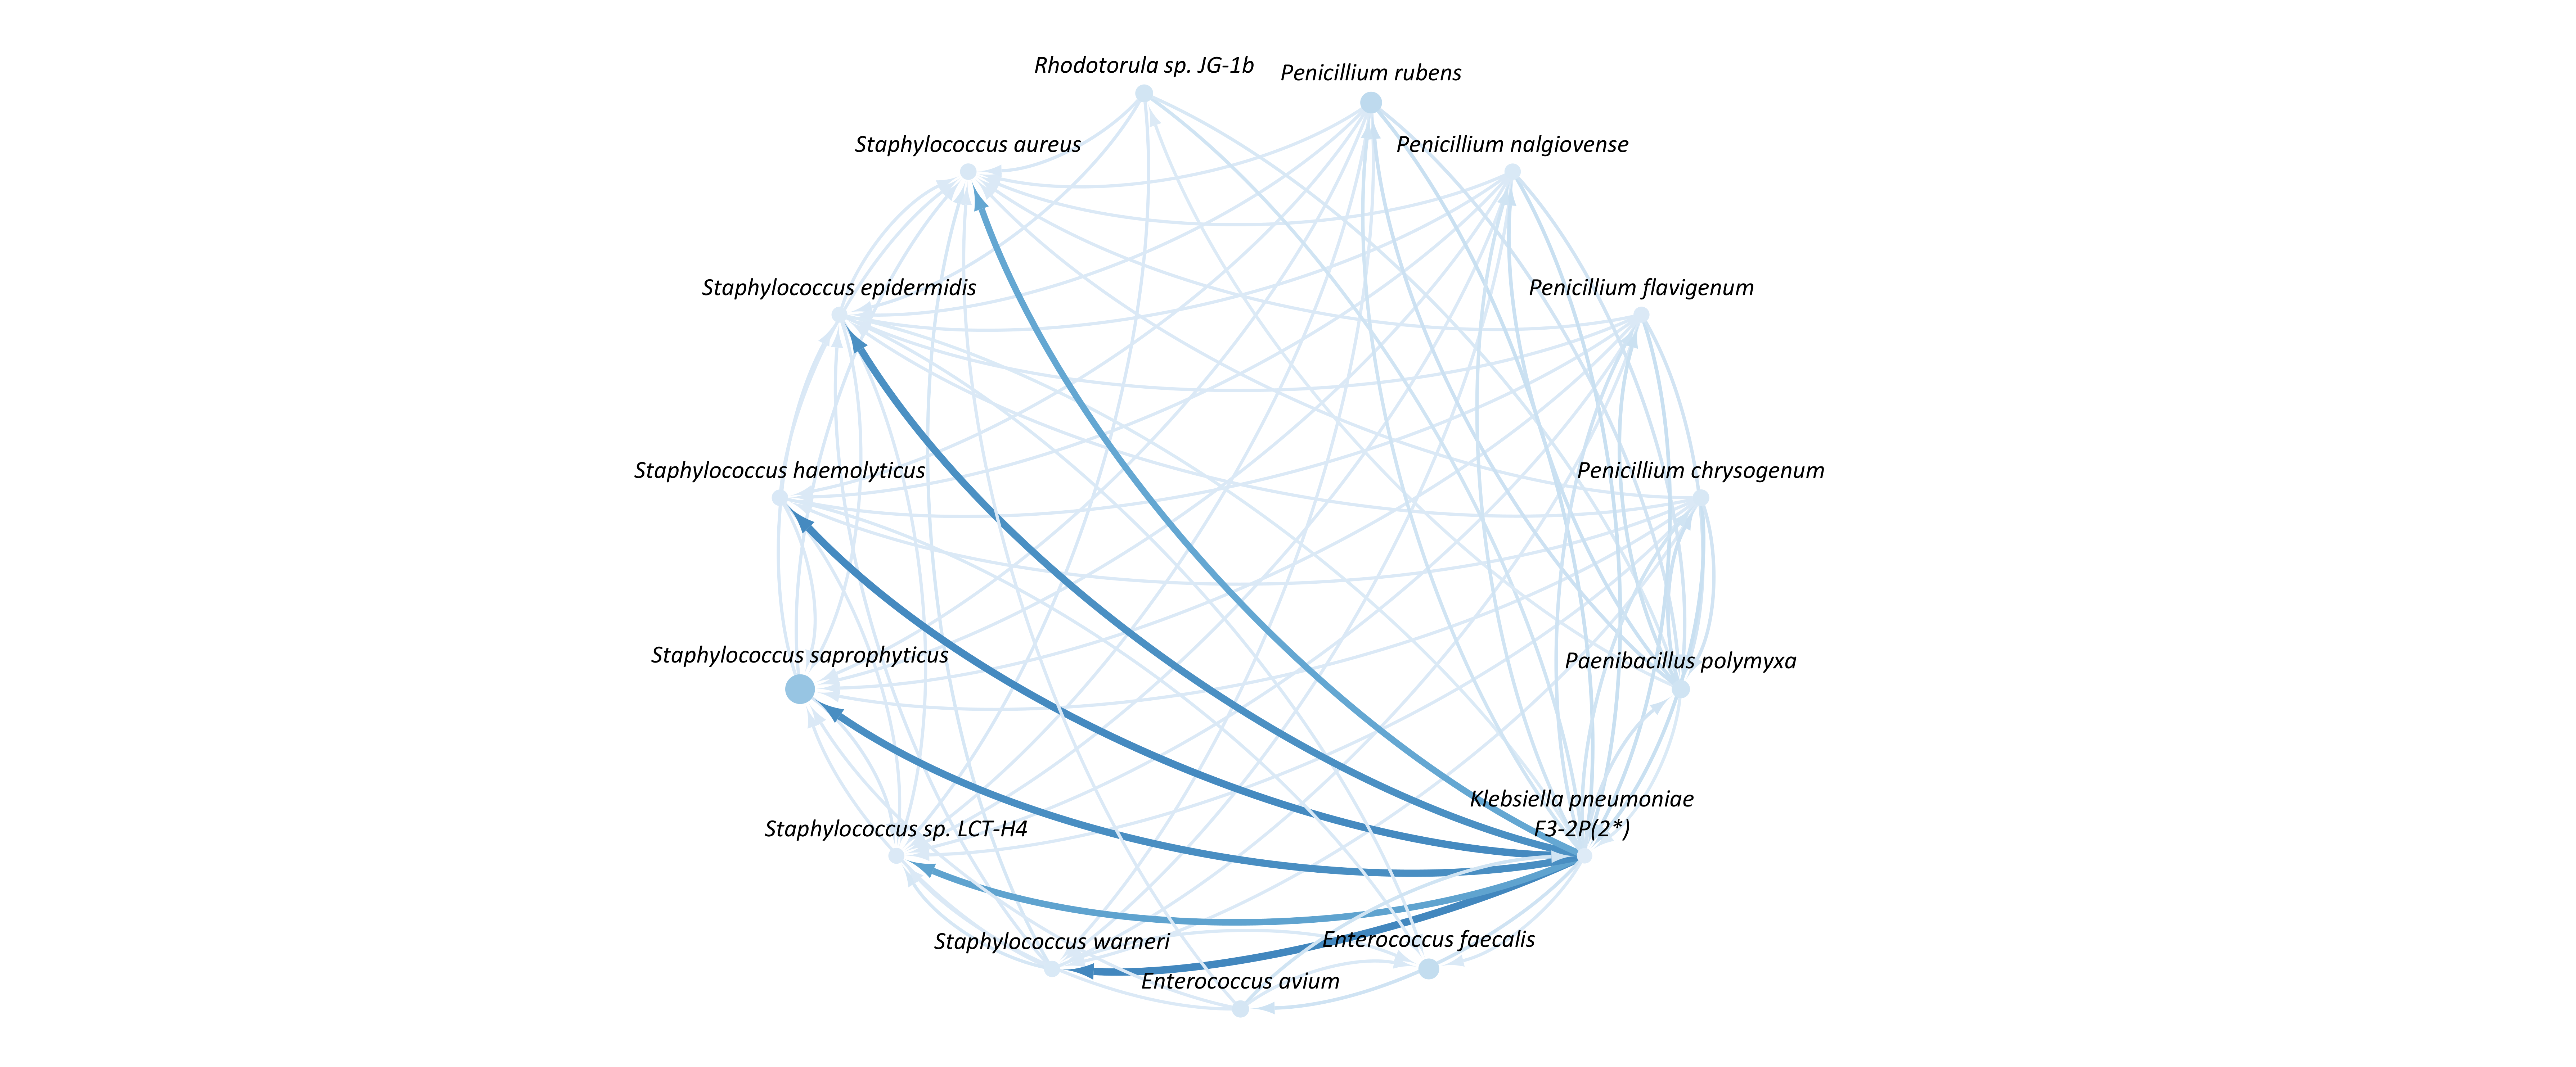 Rhodotorula sp. JG-1b
Penicillium rubens
Staphylococcus aureus
Penicillium nalgiovense
Staphylococcus epidermidis
Penicillium flavigenum
Staphylococcus haemolyticus
Penicillium chrysogenum
Staphylococcus saprophyticus
Paenibacillus polymyxa
Klebsiella pneumoniae
F3-2P(2*)
Staphylococcus sp. LCT-H4
Staphylococcus warneri
Enterococcus faecalis
Enterococcus avium